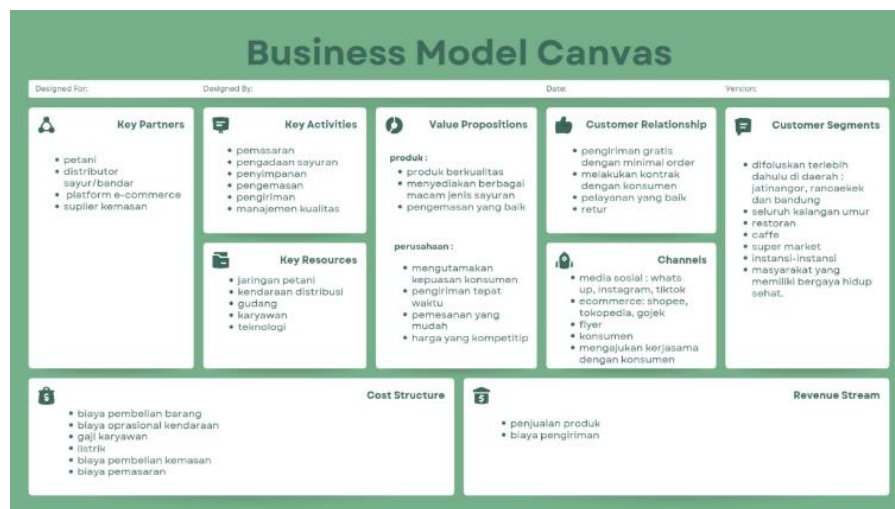 Business Model Canvas
Designed For:
Designed By:
Date:
Version:
Key Partners
petani
distributor
sayur/bandar
platform e-commerce
suplier kemasan
Key Activities
pemasaran
pengadaan sayuran
penyimpanan
pengemasan
pengiriman
manajemen kualitas
Key Resources
jaringan petani
kendaraan distribusi
gudang
karyawan
teknologi
Value Propositions
produk :
produk berkualitas
menyediakan berbagai
macam jenis sayuran
pengemasan yang baik
perusahaan :
mengutamakan
kepuasan konsumen
pengiriman tepat
waktu
pemesanan yang
mudah
harga yang kompetitip
Customer Relationship
pengiriman gratis
dengan minimal order
melakukan kontrak
dengan konsumen
pelayanan yang baik
retur
Channels
media sosial : whats
up, instagram, tiktok
ecommerce: shopee,
tokopedia, gojek
flyer
konsumen
mengajukan kerjasama
dengan konsumen
Customer Segments
difoluskan terlebih
dahulu di daerah :
jatinangor, rancaekek
dan bandung
seluruh kalangan umur
restoran
caffe
super market
instansi-instansi
masyarakat yang
memiliki bergaya hidup
sehat.
Cost Structure
biaya pembelian barang
biaya oprasional kendaraan
gaji karyawan
listrik
biaya pembelian kemasan
biaya pemasaran
Revenue Stream
penjualan produk
biaya pengiriman